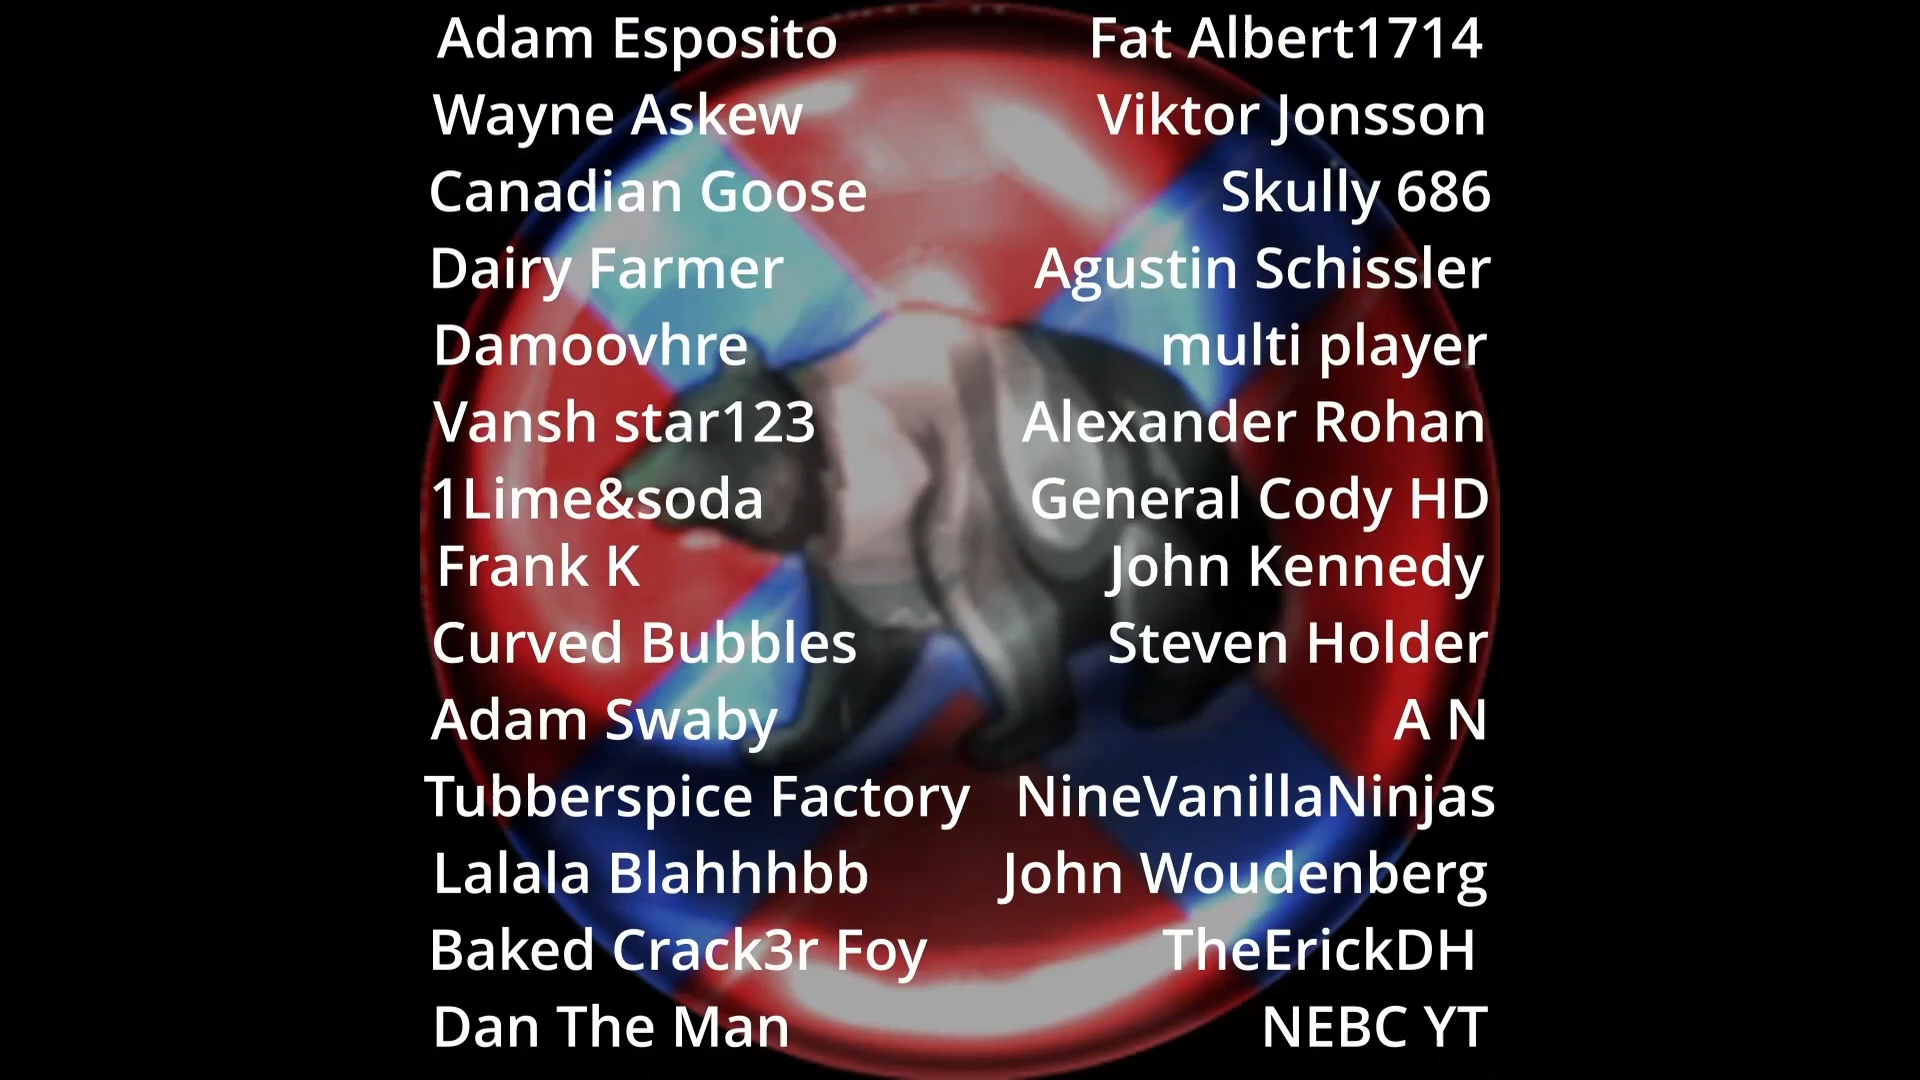 Adam Esposito Fat Albert1714
Wayne Askew Viktor Jonsson
Canadian Goose Skully 686
Dairy Farmer Agustin Schissler
Damoovhre multi player
Vansh star123 Alexander Rohan
1Lime&soda General Cody HD
Frank K John Kennedy
Curved Bubbles Steven Holder
Adam Swaby A N
Tubberspice Factory NineVanillaNinjas
Lalala Blahhhbb John Woudenberg
Baked Crack3r Foy TheErickDH
Dan The Man NEBC YT